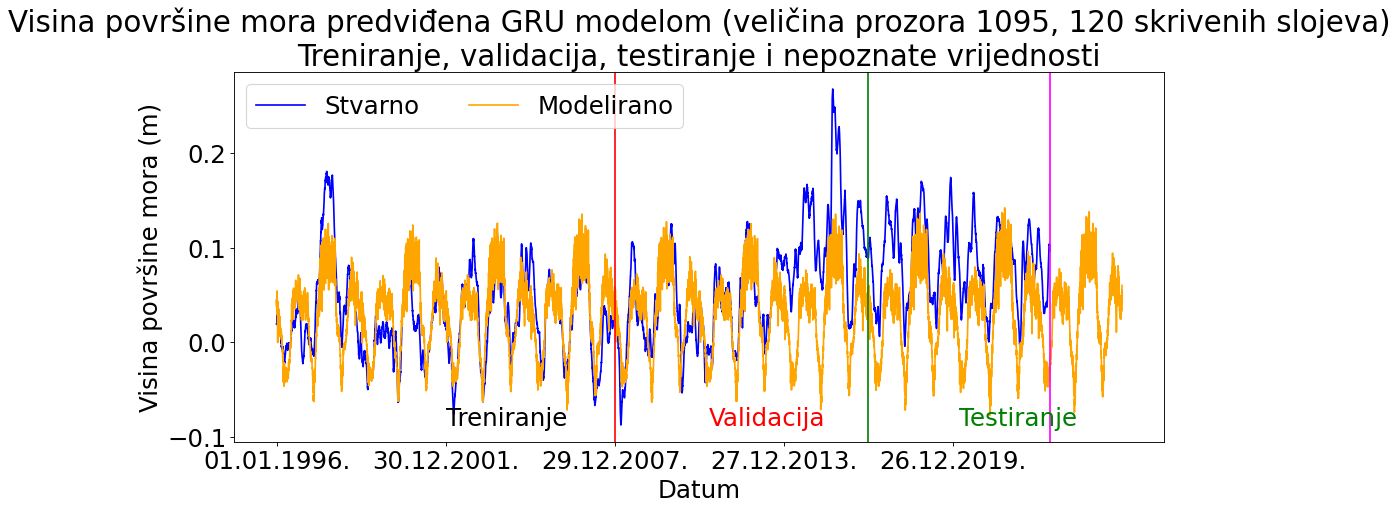 Visina površine mora predviđena GRU modelom (veličina prozora 1095, 120 skrivenih slojeva)
Treniranje, validacija, testiranje i nepoznate vrijednosti
Stvarno
Modelirano
Visina površine mora (m)
0.2
0.1
0.0
−0.1
Treniranje
Validacija
Testiranje
01.01.1996.
30.12.2001.
29.12.2007.
27.12.2013.
26.12.2019.
Datum